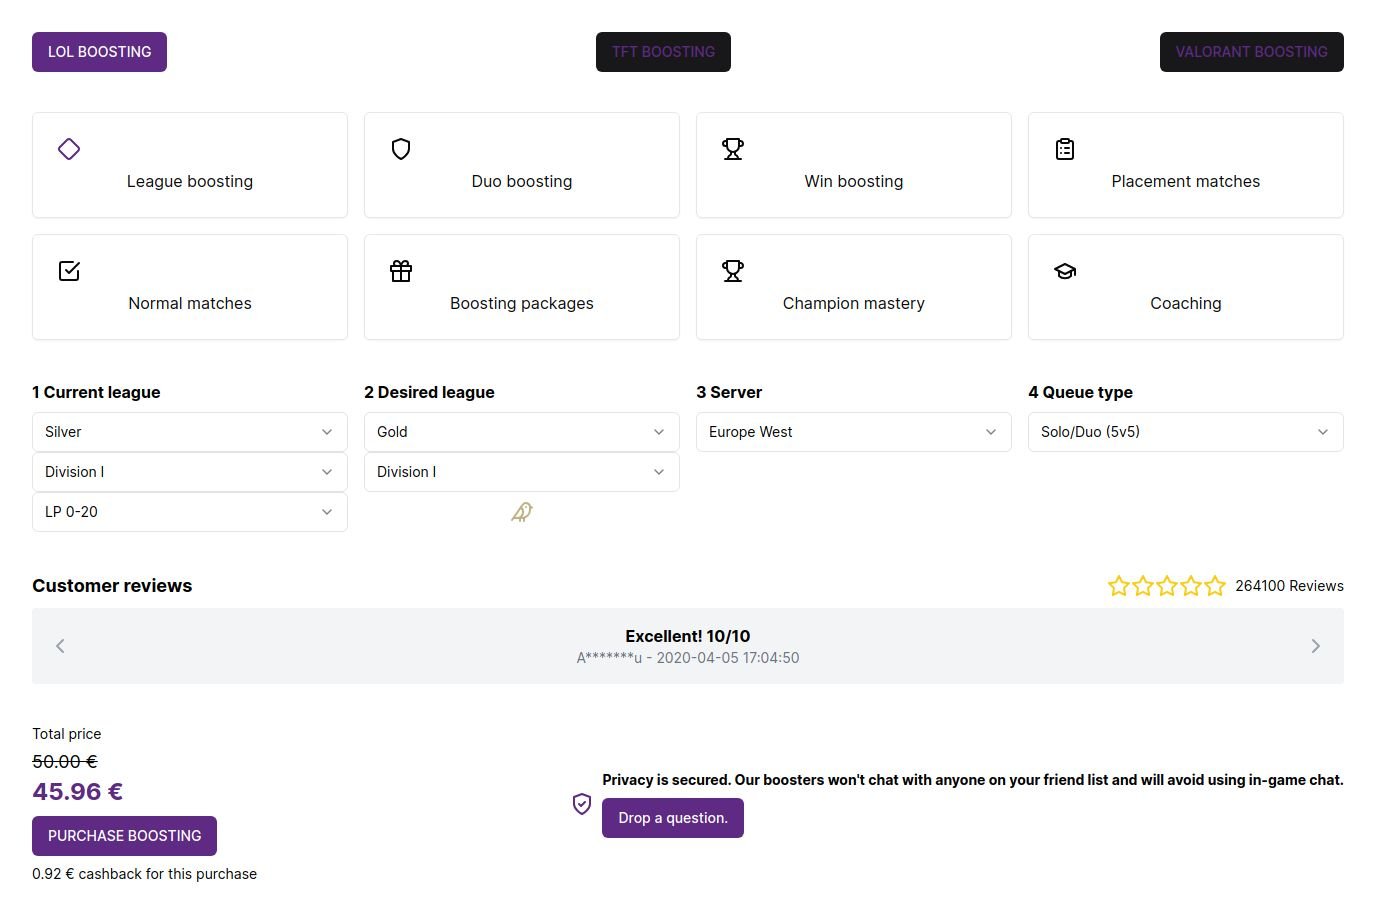 LOL BOOSTING
TFT BOOSTING
VALORANT BOOSTING
League boosting
Duo boosting
Win boosting
Placement matches
Normal matches
Boosting packages
Champion mastery
Coaching
1 Current league
Silver
Division I
LP 0-20
2 Desired league
Gold
Division I
3 Server
Europe West
4 Queue type
Solo/Duo (5v5)
Customer reviews
264100 Reviews
Excellent! 10/10
A*******u - 2020-04-05 17:04:50
Total price
50.00 €
45.96 €
PURCHASE BOOSTING
0.92 € cashback for this purchase
Privacy is secured. Our boosters won't chat with anyone on your friend list and will avoid using in-game chat.
Drop a question.